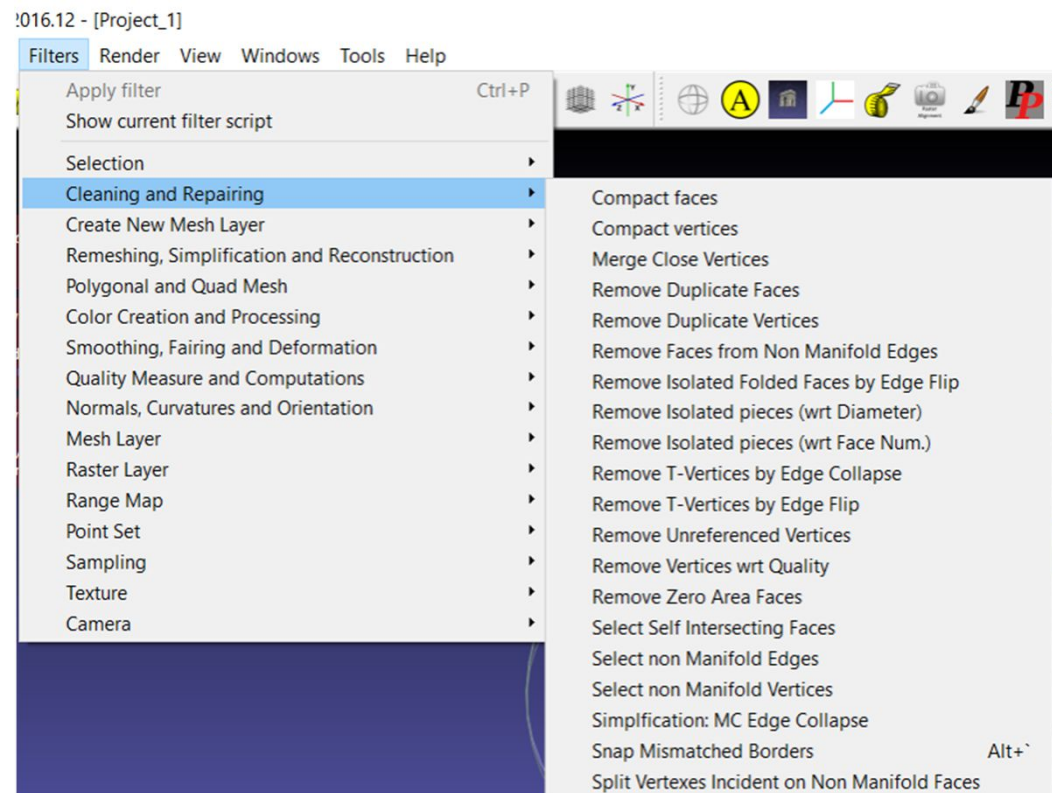 2016.12 - [Project_1]
Filters Render View Windows Tools Help
Apply filter Ctrl+P
Show current filter script
Selection
Cleaning and Repairing
Create New Mesh Layer
Remeshing, Simplification and Reconstruction
Polygonal and Quad Mesh
Color Creation and Processing
Smoothing, Fairing and Deformation
Quality Measure and Computations
Normals, Curvatures and Orientation
Mesh Layer
Raster Layer
Range Map
Point Set
Sampling
Texture
Camera
A
PP
Compact faces
Compact vertices
Merge Close Vertices
Remove Duplicate Faces
Remove Duplicate Vertices
Remove Faces from Non Manifold Edges
Remove Isolated Folded Faces by Edge Flip
Remove Isolated pieces (wrt Diameter)
Remove Isolated pieces (wrt Face Num.)
Remove T-Vertices by Edge Collapse
Remove T-Vertices by Edge Flip
Remove Unreferenced Vertices
Remove Vertices wrt Quality
Remove Zero Area Faces
Select Self Intersecting Faces
Select non Manifold Edges
Select non Manifold Vertices
Simplfication: MC Edge Collapse
Snap Mismatched Borders Alt+`
Split Vertexes Incident on Non Manifold Faces